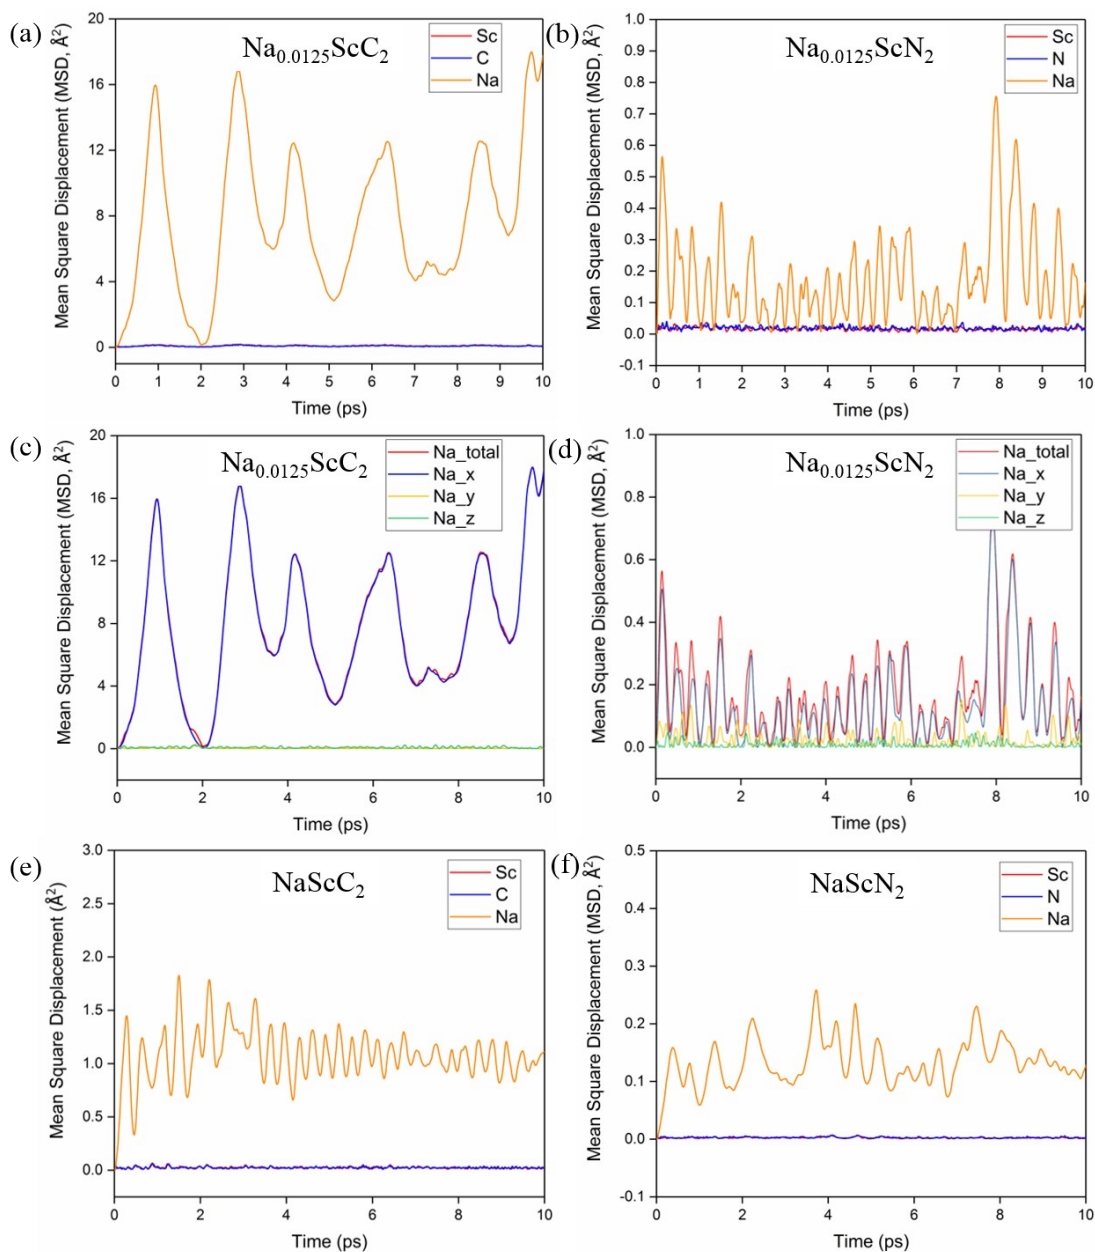 (a)
Na0.0125ScC2
Sc
C
Na
Mean Square Displacement (MSD, Å²)
20
16
12
8
4
0
0 1 2 3 4 5 6 7 8 9 10
Time (ps)
(b)
Na0.0125ScN2
Sc
N
Na
Mean Square Displacement (MSD, Å²)
1.0
0.9
0.8
0.7
0.6
0.5
0.4
0.3
0.2
0.1
0.0
-0.1
0 1 2 3 4 5 6 7 8 9 10
Time (ps)
(c)
Na0.0125ScC2
Na_total
Na_x
Na_y
Na_z
Mean Square Displacement (MSD, Å²)
20
16
12
8
4
0
0 2 4 6 8 10
Time (ps)
(d)
Na0.0125ScN2
Na_total
Na_x
Na_y
Na_z
Mean Square Displacement (MSD, Å²)
1.0
0.8
0.6
0.4
0.2
0.0
0 2 4 6 8 10
Time (ps)
(e)
NaScC2
Sc
C
Na
Mean Square Displacement (Å²)
3.0
2.5
2.0
1.5
1.0
0.5
0.0
0 2 4 6 8 10
Time (ps)
(f)
NaScN2
Sc
N
Na
Mean Square Displacement (MSD, Å²)
0.5
0.4
0.3
0.2
0.1
0.0
-0.1
0 2 4 6 8 10
Time (ps)